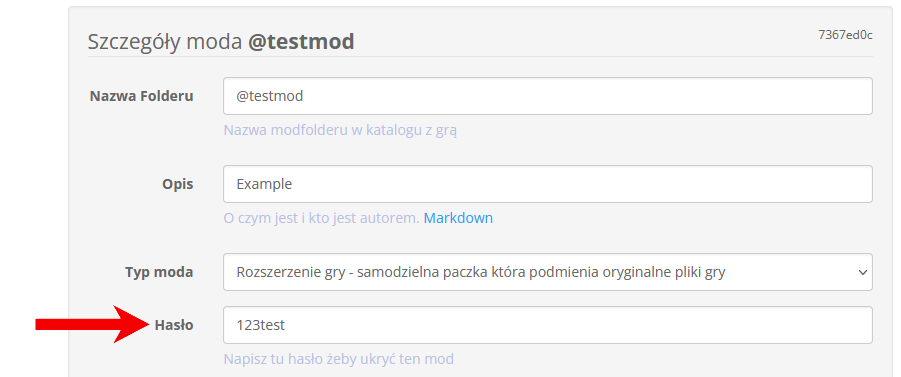 Szczegóły moda @testmod
7367ed0c
Nazwa Folderu
@testmod
Nazwa modfolderu w katalogu z grą
Opis
Example
O czym jest i kto jest autorem. Markdown
Typ moda
Rozszerzenie gry - samodzielna paczka która podmienia oryginalne pliki gry
Hasło
123test
Napisz tu hasło żeby ukryć ten mod